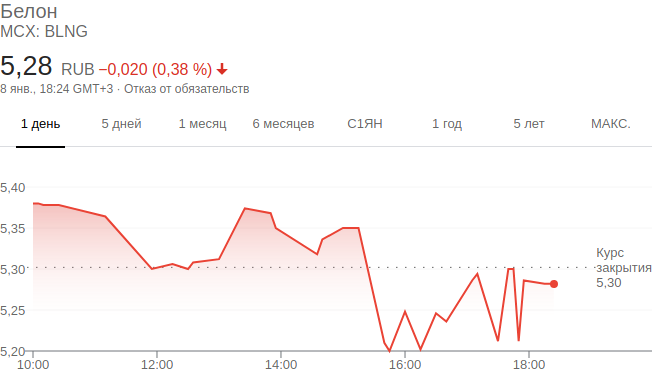 Белон
MCX: BLNG
5,28 RUB −0,020 (0,38 %)
8 янв., 18:24 GMT+3 · Отказ от обязательств
1 день 5 дней 1 месяц 6 месяцев С1ЯН 1 год 5 лет МАКС.
5,40
5,35
5,30
5,25
5,20
Курс
закрытия
5,30
10:00 12:00 14:00 16:00 18:00